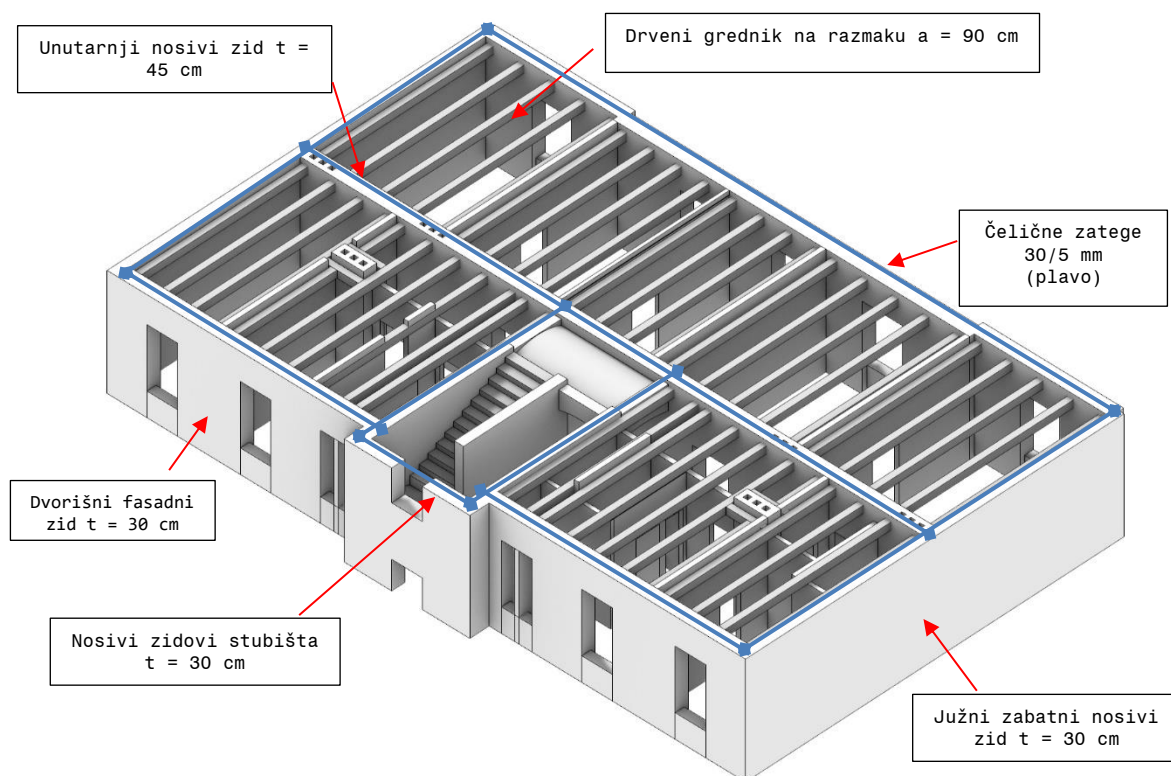 Unutarnji nosivi zid t =
45 cm
Drveni grednik na razmaku a = 90 cm
Čelične zatege
30/5 mm
(plavo)
Dvorišni fasadni
zid t = 30 cm
Nosivi zidovi stubišta
t = 30 cm
Južni zabatni nosivi
zid t = 30 cm